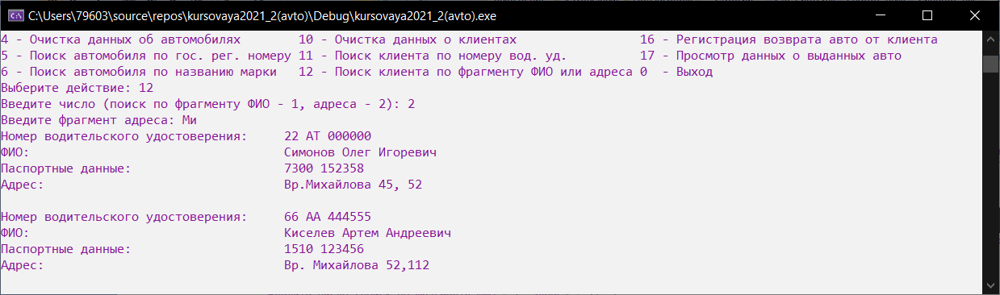 C:\Users\79603\source\repos\kursovaya2021_2(avto)\Debug\kursovaya2021_2(avto).exe
4 - Очистка данных об автомобилях 10 - Очистка данных о клиентах 16 - Регистрация возврата авто от клиента
5 - Поиск автомобиля по гос. рег. номеру 11 - Поиск клиента по номеру вод. уд. 17 - Просмотр данных о выданных авто
6 - Поиск автомобиля по названию марки 12 - Поиск клиента по фрагменту ФИО или адреса 0 - Выход
Выберите действие: 12
Введите число (поиск по фрагменту ФИО - 1, адреса - 2): 2
Введите фрагмент адреса: Ми
Номер водительского удостоверения: 22 АТ 000000
ФИО: Симонов Олег Игоревич
Паспортные данные: 7300 152358
Адрес: Вр.Михайлова 45, 52
Номер водительского удостоверения: 66 АА 444555
ФИО: Киселев Артем Андреевич
Паспортные данные: 1510 123456
Адрес: Вр. Михайлова 52,112